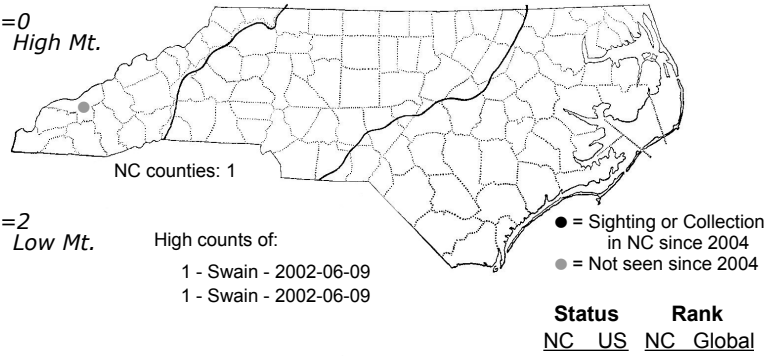 =0
High Mt.
NC counties: 1
=2
Low Mt.
High counts of:
1 - Swain - 2002-06-09
1 - Swain - 2002-06-09
● = Sighting or Collection
in NC since 2004
● = Not seen since 2004
Status Rank
NC US NC Global